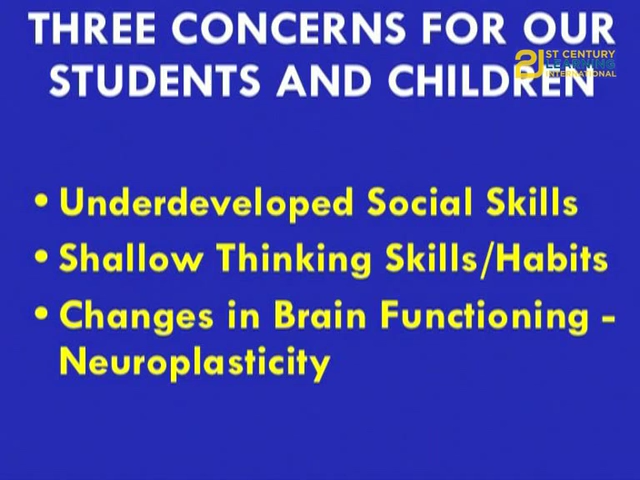 THREE CONCERNS FOR OUR
STUDENTS AND CHILDREN
21ST CENTURY
LEARNING
INTERNATIONAL
• Underdeveloped Social Skills
• Shallow Thinking Skills/Habits
• Changes in Brain Functioning -
Neuroplasticity